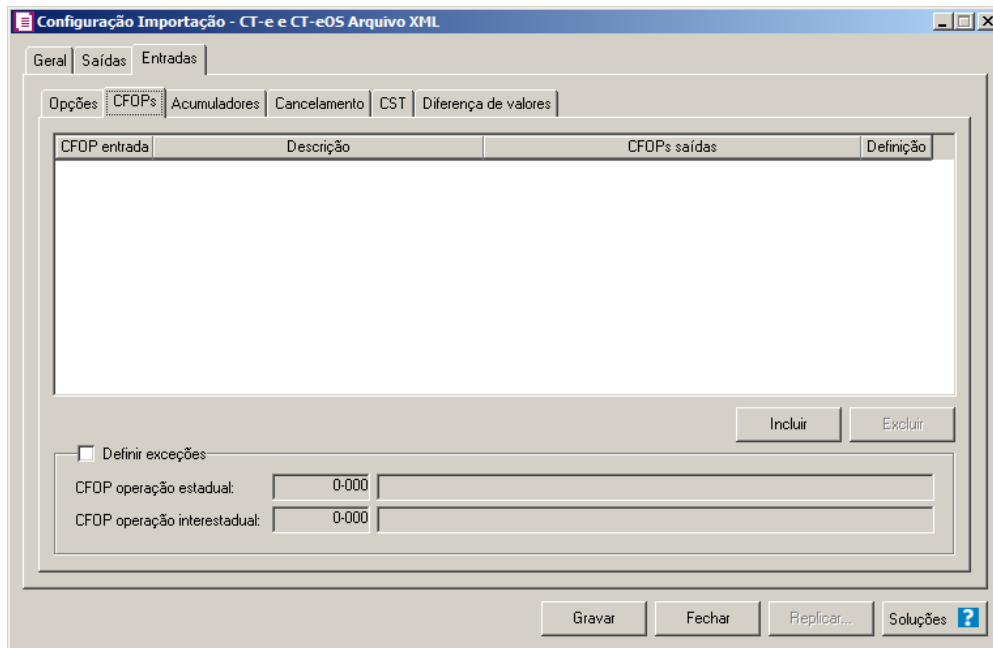 Configuração Importação - CT-e e CT-eOS Arquivo XML
Geral Saídas Entradas
Opções CFOPs Acumuladores Cancelamento CST Diferença de valores
CFOP entrada Descrição CFOPs saídas Definição
Incluir Excluir
Definir exceções
CFOP operação estadual: 0-000
CFOP operação interestadual: 0-000
Gravar Fechar Replicar... Soluções ?